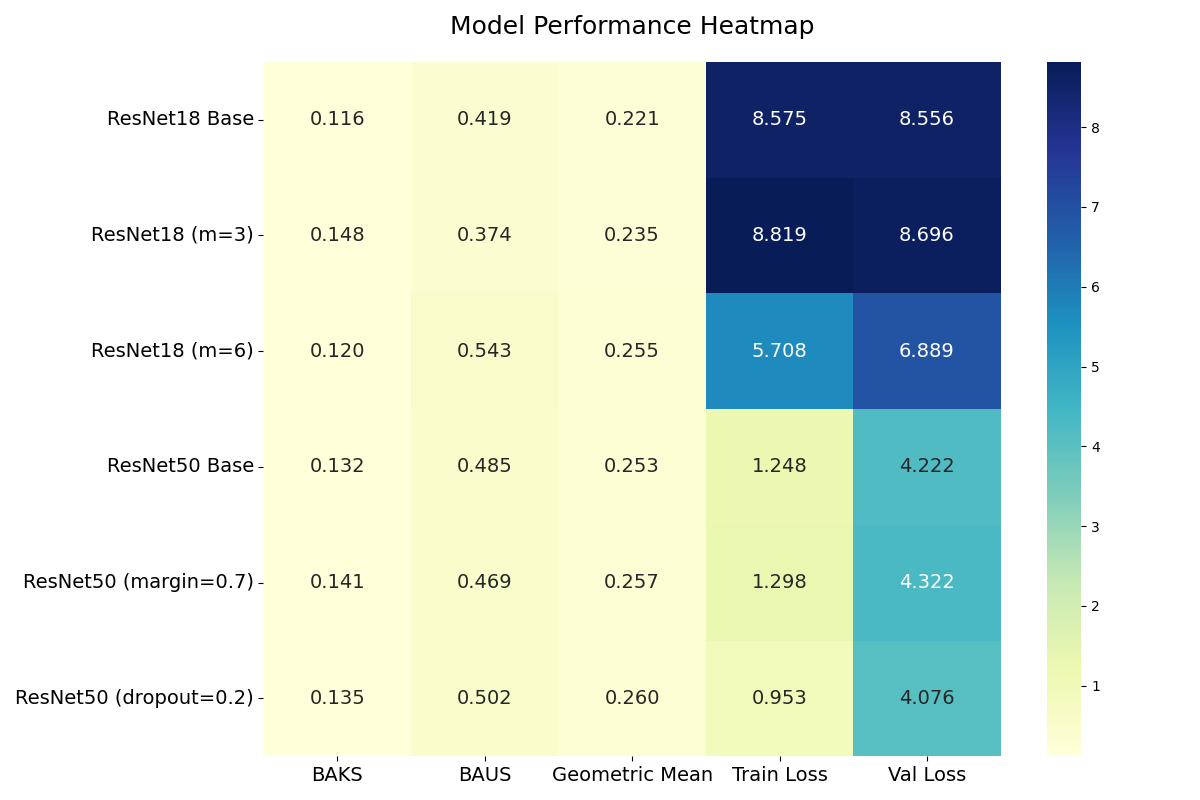 Model Performance Heatmap
ResNet18 Base 0.116 0.419 0.221 8.575 8.556
ResNet18 (m=3) 0.148 0.374 0.235 8.819 8.696
ResNet18 (m=6) 0.120 0.543 0.255 5.708 6.889
ResNet50 Base 0.132 0.485 0.253 1.248 4.222
ResNet50 (margin=0.7) 0.141 0.469 0.257 1.298 4.322
ResNet50 (dropout=0.2) 0.135 0.502 0.260 0.953 4.076
BAKS BAUS Geometric Mean Train Loss Val Loss
8
7
6
5
4
3
2
1